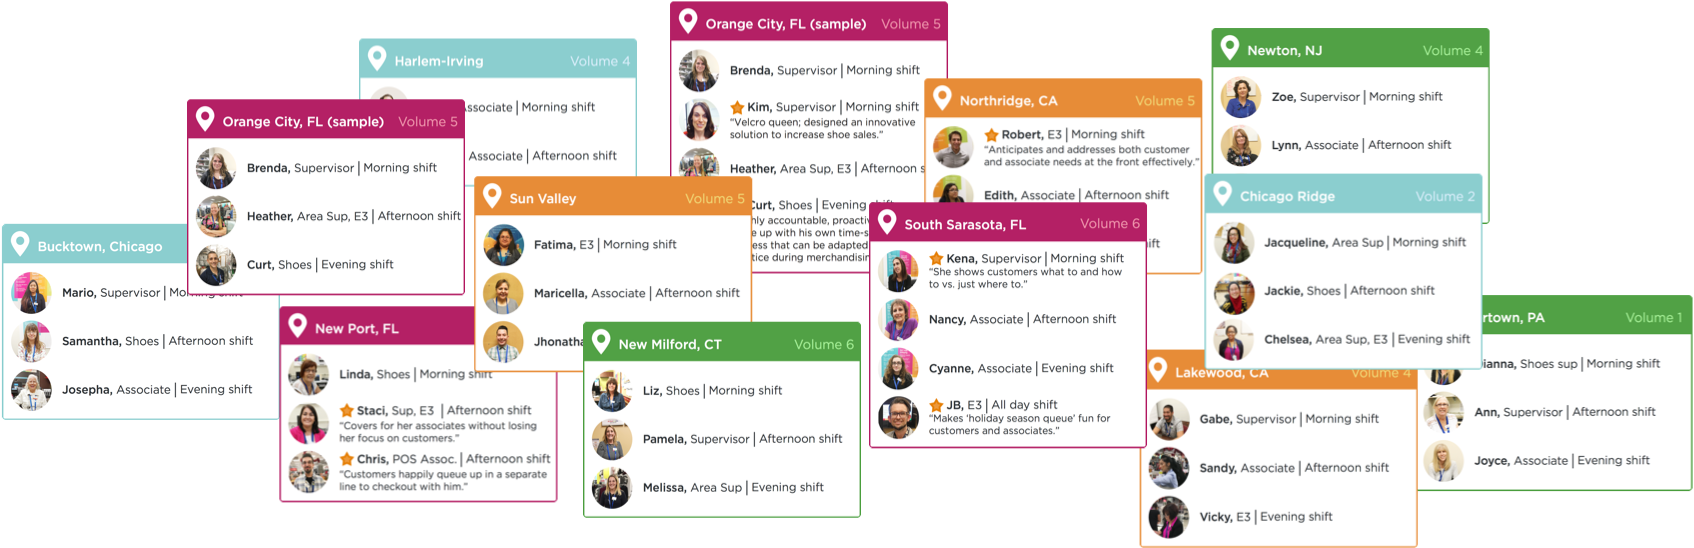 Harlem-Irving Volume 4
Associate | Morning shift
Associate | Afternoon shift
Orange City, FL (sample) Volume 5
Brenda, Supervisor | Morning shift
Heather, Area Sup, E3 | Afternoon shift
Curt, Shoes | Evening shift
Bucktown, Chicago
Mario, Supervisor | Morning shift
Samantha, Shoes | Afternoon shift
Josepha, Associate | Evening shift
New Port, FL
Linda, Shoes | Morning shift
Staci, Sup, E3 | Afternoon shift
“Covers for her associates without losing
her focus on customers.”
Chris, POS Assoc. | Afternoon shift
“Customers happily queue up in a separate
line to checkout with him.”
Sun Valley Volume 5
Fatima, E3 | Morning shift
Maricella, Associate | Afternoon shift
Jhonatha
New Milford, CT Volume 6
Liz, Shoes | Morning shift
Pamela, Supervisor | Afternoon shift
Melissa, Area Sup | Evening shift
Orange City, FL (sample) Volume 5
Brenda, Supervisor | Morning shift
Kim, Supervisor | Morning shift
“Velcro queen; designed an innovative
solution to increase shoe sales.”
Heather, Area Sup, E3 | Afternoon s
Curt, Shoes | Evening shift
hly accountable, proactiv
e up with his own time-s
ess that can be adapted
tice during merchandisin
Northridge, CA Volume 5
Robert, E3 | Morning shift
“Anticipates and addresses both customer
and associate needs at the front effectively.”
Edith, Associate | Afternoon shift
shift
South Sarasota, FL Volume 6
Kena, Supervisor | Morning shift
“She shows customers what to and how
to vs. just where to.”
Nancy, Associate | Afternoon shift
Cyanne, Associate | Evening shift
JB, E3 | All day shift
“Makes ‘holiday season queue’ fun for
customers and associates.”
Newton, NJ Volume 4
Zoe, Supervisor | Morning shift
Lynn, Associate | Afternoon shift
Chicago Ridge Volume 2
Jacqueline, Area Sup | Morning shift
Jackie, Shoes | Afternoon shift
Chelsea, Area Sup, E3 | Evening shift
Lakewood, CA Volume 4
Gabe, Supervisor | Morning shift
Sandy, Associate | Afternoon shift
Vicky, E3 | Evening shift
rtown, PA Volume 1
ianna, Shoes sup | Morning shift
Ann, Supervisor | Afternoon shift
Joyce, Associate | Evening shift